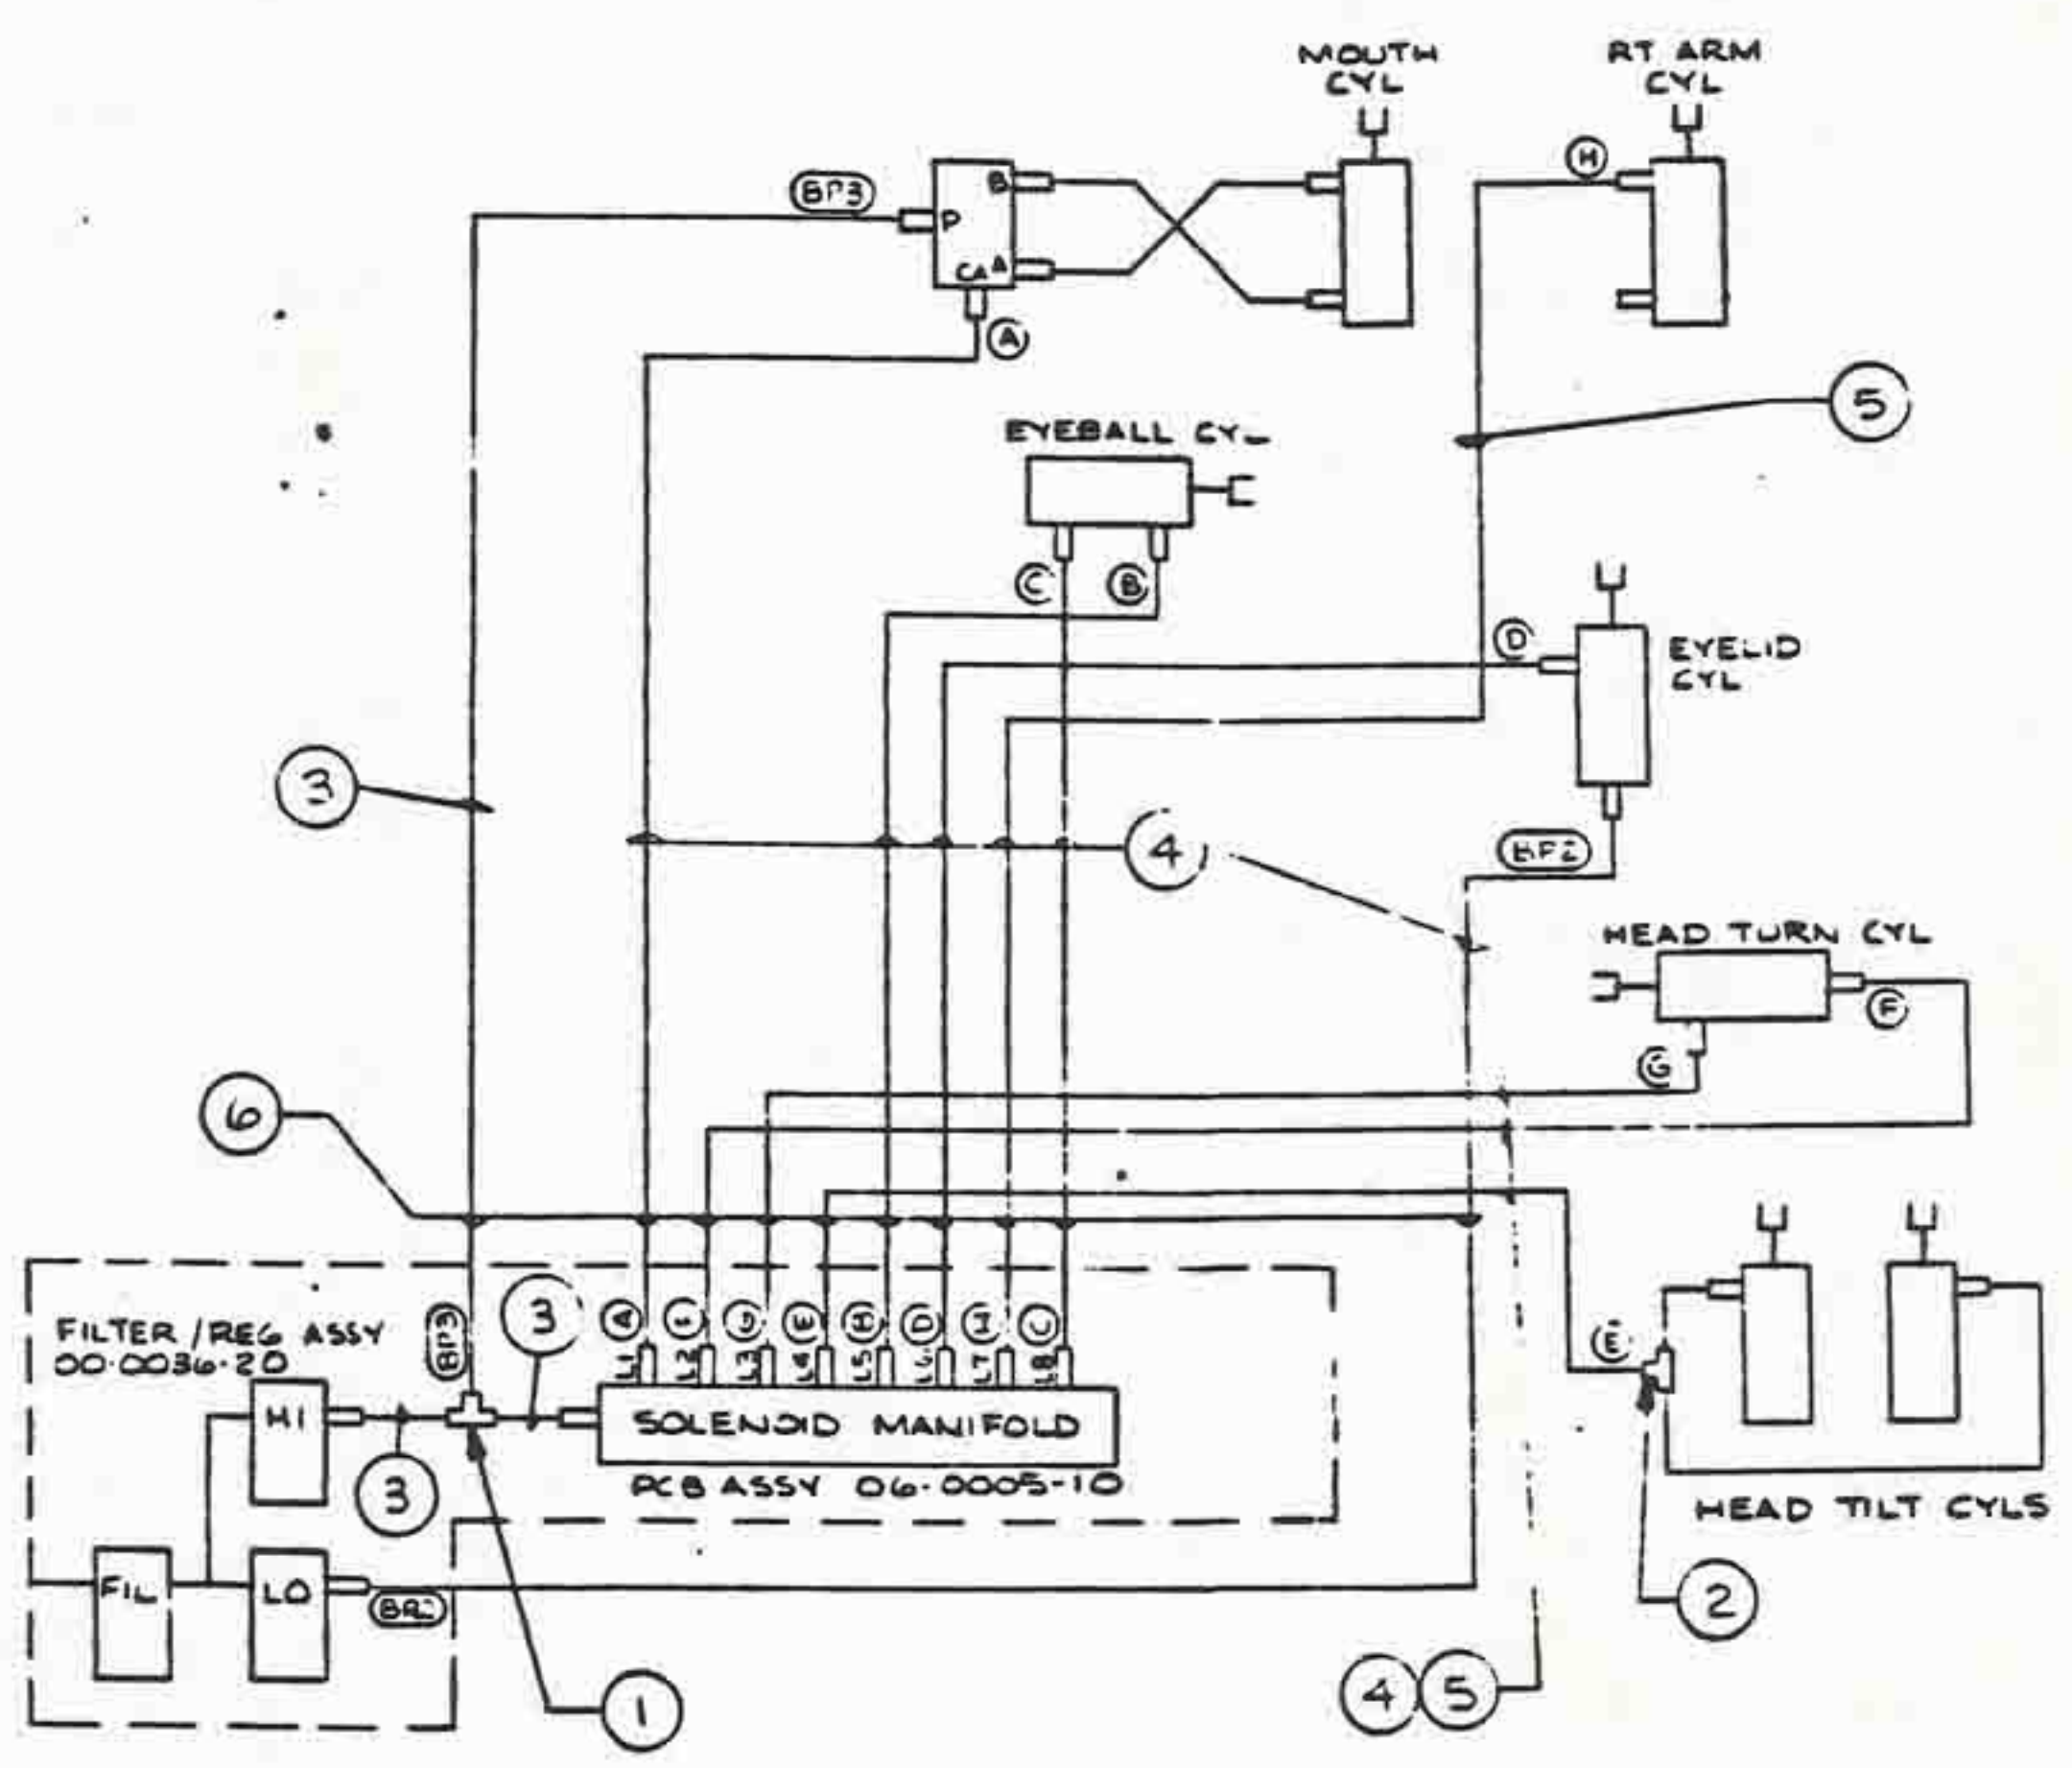 MOUTH
CYL
RT ARM
CYL
H
BP3
B
P
CA A
A
5
EYEBALL CYL
C
B
D
EYELID
CYL
3
4
HEAD TURN CYL
F
G
6
FILTER/REG ASSY
00-0036-20
BP3
3
A
G
E
D
H
C
L1
L2
L3
L4
L5
L6
L7
L8
E
HI
SOLENOID MANIFOLD
PCB ASSY 06-0005-10
3
HEAD TILT CYLS
FIL
LO
2
4
5
1